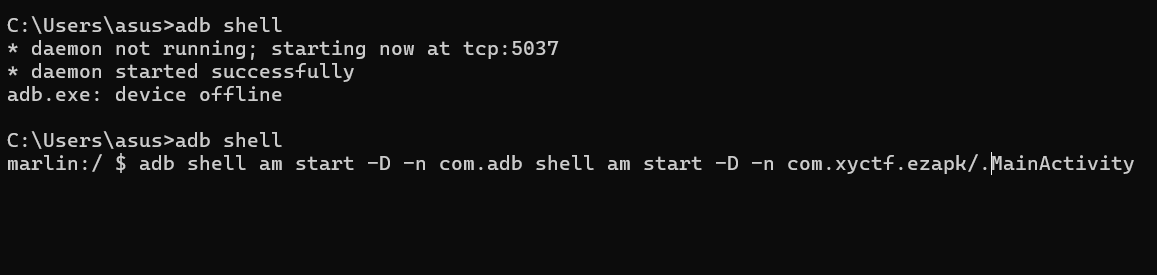 C:\Users\asus>adb shell
* daemon not running; starting now at tcp:5037
* daemon started successfully
adb.exe: device offline
C:\Users\asus>adb shell
marlin:/ $ adb shell am start -D -n com.adb shell am start -D -n com.xyctf.ezapk/.MainActivity